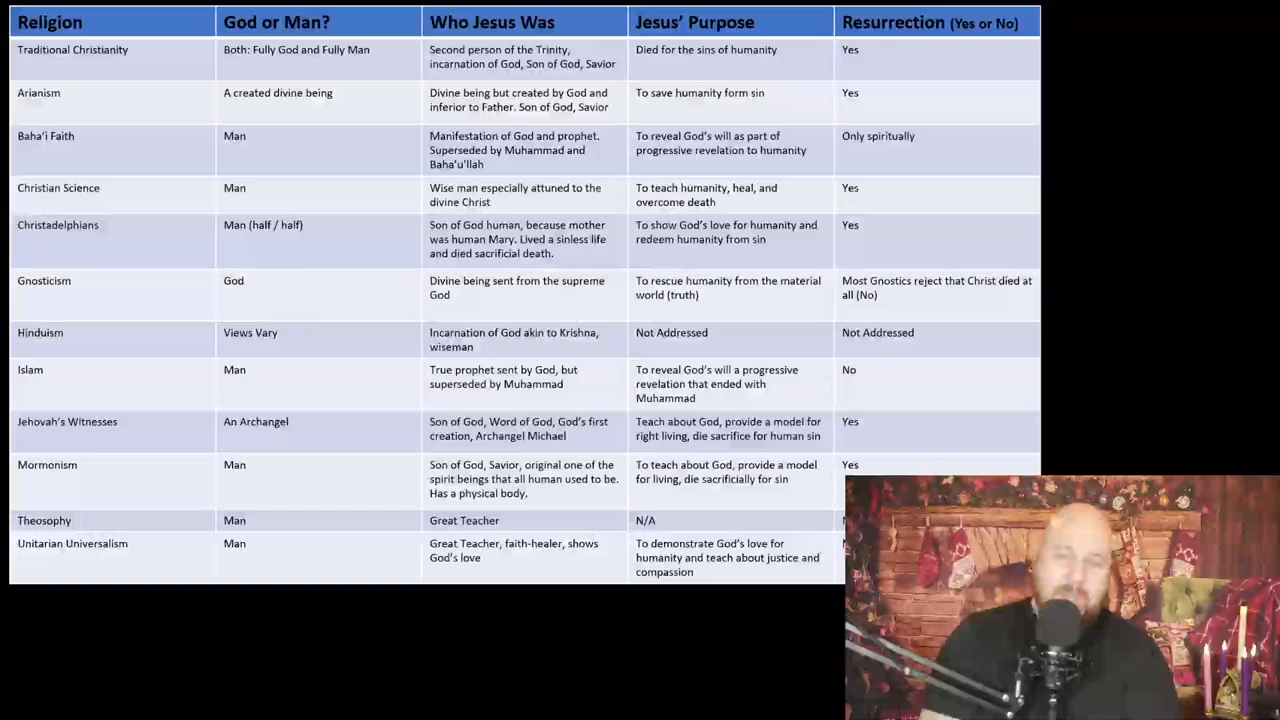 Religion
God or Man?
Who Jesus Was
Jesus' Purpose
Resurrection (Yes or No)
Traditional Christianity
Both: Fully God and Fully Man
Second person of the Trinity,
incarnation of God, Son of God, Savior
Died for the sins of humanity
Yes
Arianism
A created divine being
Divine being but created by God and
inferior to Father. Son of God, Savior
To save humanity form sin
Yes
Baha'i Faith
Man
Manifestation of God and prophet.
Superseded by Muhammad and
Baha'u'llah
To reveal God's will as part of
progressive revelation to humanity
Only spiritually
Christian Science
Man
Wise man especially attuned to the
divine Christ
To teach humanity, heal, and
overcome death
Yes
Christadelphians
Man (half / half)
Son of God human, because mother
was human Mary. Lived a sinless life
and died sacrificial death.
To show God's love for humanity and
redeem humanity from sin
Yes
Gnosticism
God
Divine being sent from the supreme
God
To rescue humanity from the material
world (truth)
Most Gnostics reject that Christ died at
all (No)
Hinduism
Views Vary
Incarnation of God akin to Krishna,
wiseman
Not Addressed
Not Addressed
Islam
Man
True prophet sent by God, but
superseded by Muhammad
To reveal God's will a progressive
revelation that ended with
Muhammad
No
Jehovah's Witnesses
An Archangel
Son of God, Word of God, God's first
creation, Archangel Michael
Teach about God, provide a model for
right living, die sacrifice for human sin
Yes
Mormonism
Man
Son of God, Savior, original one of the
spirit beings that all human used to be.
Has a physical body.
To teach about God, provide a model
for living, die sacrificially for sin
Yes
Theosophy
Man
Great Teacher
N/A
Unitarian Universalism
Man
Great Teacher, faith-healer, shows
God's love
To demonstrate God's love for
humanity and teach about justice and
compassion